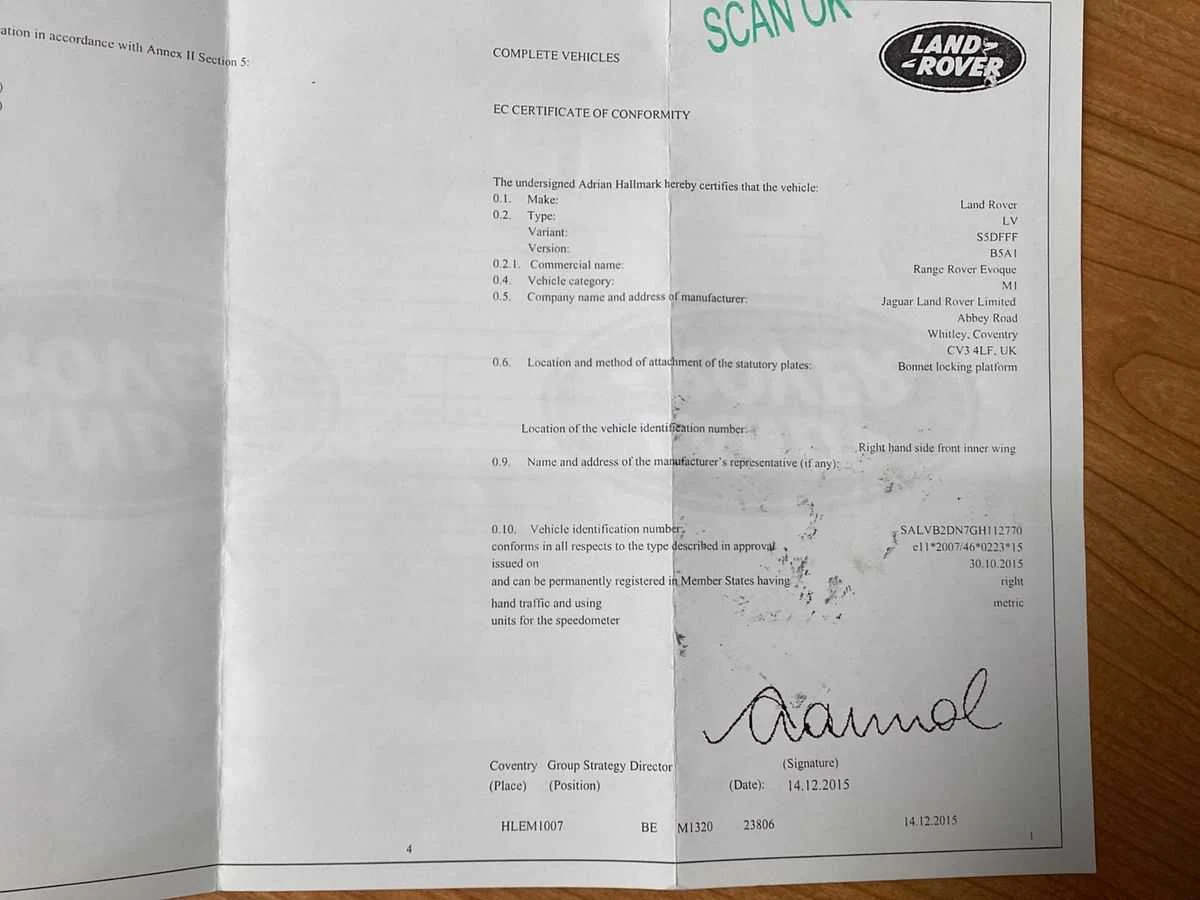 ation in accordance with Annex II Section 5:
)
)
4
SCAN OK
LAND
ROVER
COMPLETE VEHICLES
EC CERTIFICATE OF CONFORMITY
The undersigned Adrian Hallmark hereby certifies that the vehicle:
0.1. Make: Land Rover
0.2. Type: LV
Variant: S5DFFF
Version: B5A1
0.2.1. Commercial name: Range Rover Evoque
0.4. Vehicle category: M1
0.5. Company name and address of manufacturer: Jaguar Land Rover Limited
Abbey Road
Whitley, Coventry
CV3 4LF, UK
0.6. Location and method of attachment of the statutory plates: Bonnet locking platform
Location of the vehicle identification number:
Right hand side front inner wing
0.9. Name and address of the manufacturer's representative (if any):
0.10. Vehicle identification number: SALVB2DN7GH112770
conforms in all respects to the type described in approval e11*2007/46*0223*15
issued on 30.10.2015
and can be permanently registered in Member States having right
hand traffic and using metric
units for the speedometer
Coventry Group Strategy Director (Signature)
(Place) (Position) (Date): 14.12.2015
HLEM1007 BE M1320 23806 14.12.2015
1